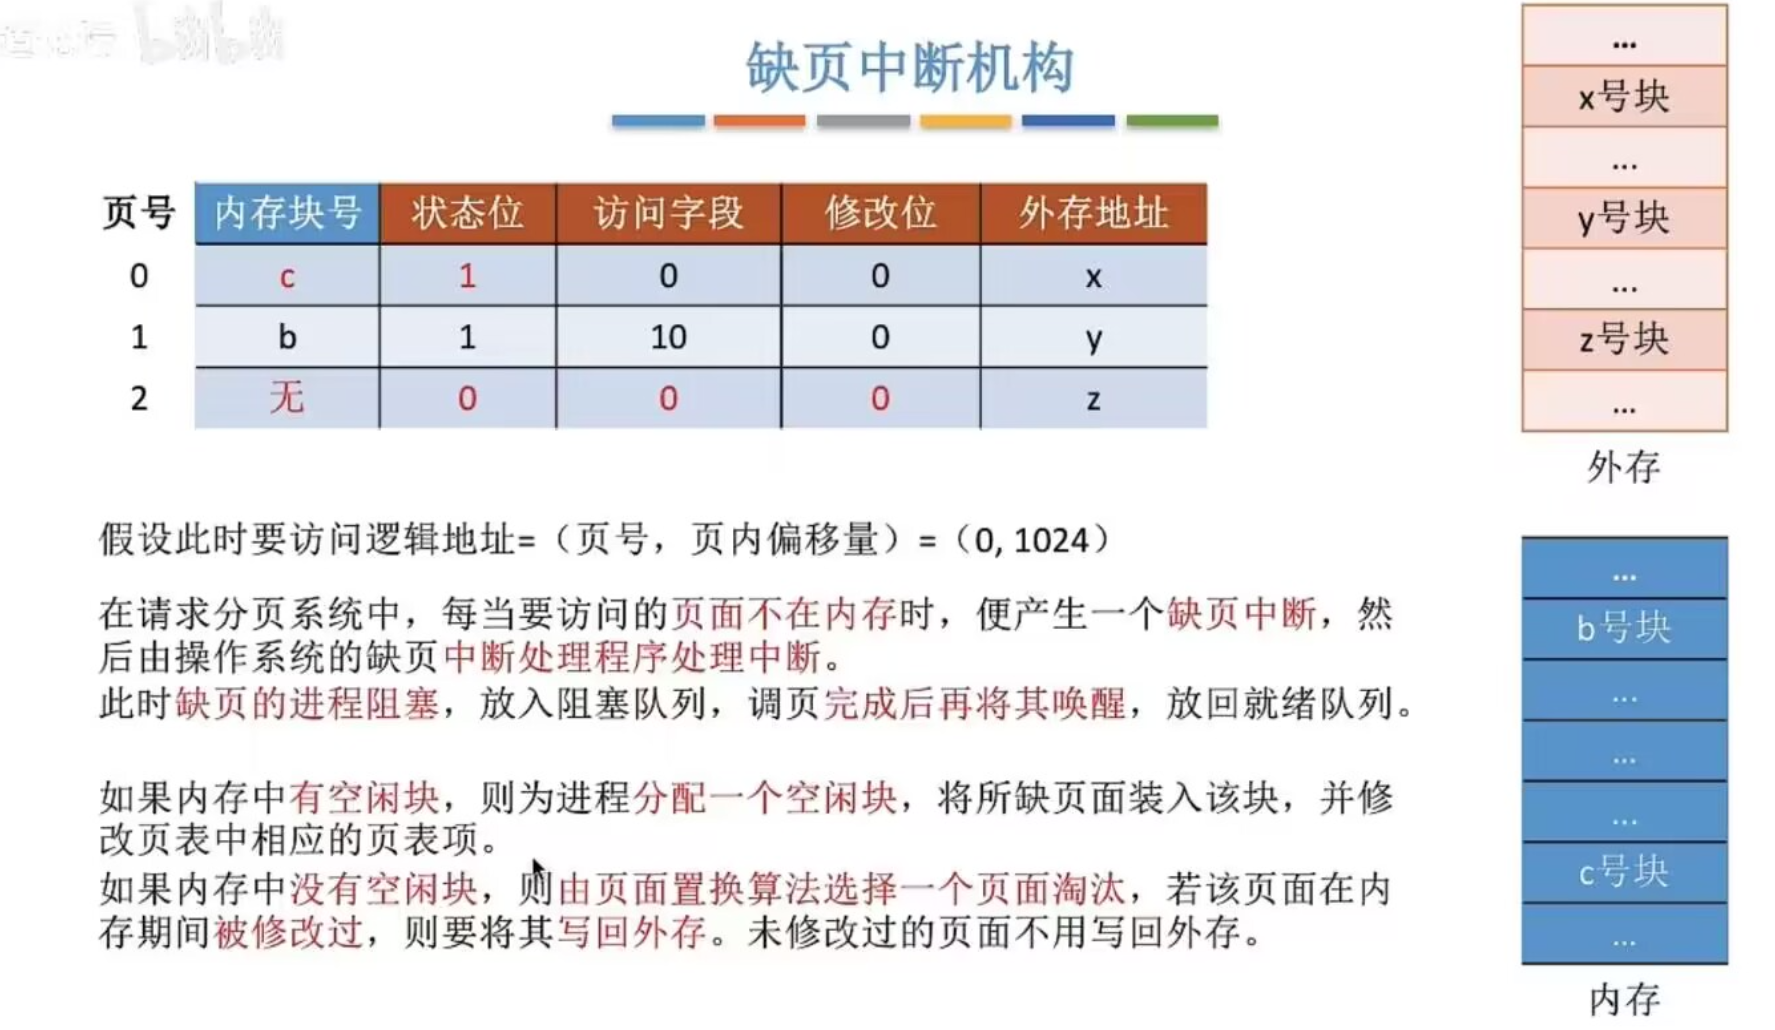 缺页中断机构
页号 内存块号 状态位 访问字段 修改位 外存地址
0 c 1 0 0 x
1 b 1 10 0 y
2 无 0 0 0 z
假设此时要访问逻辑地址=（页号，页内偏移量）=（0, 1024）
在请求分页系统中，每当要访问的页面不在内存时，便产生一个缺页中断，然
后由操作系统的缺页中断处理程序处理中断。
此时缺页的进程阻塞，放入阻塞队列，调页完成后再将其唤醒，放回就绪队列。
如果内存中有空闲块，则为进程分配一个空闲块，将所缺页面装入该块，并修
改页表中相应的页表项。
如果内存中没有空闲块，则由页面置换算法选择一个页面淘汰，若该页面在内
存期间被修改过，则要将其写回外存。未修改过的页面不用写回外存。
...
x号块
...
y号块
...
z号块
...
外存
...
b号块
...
...
...
c号块
...
内存